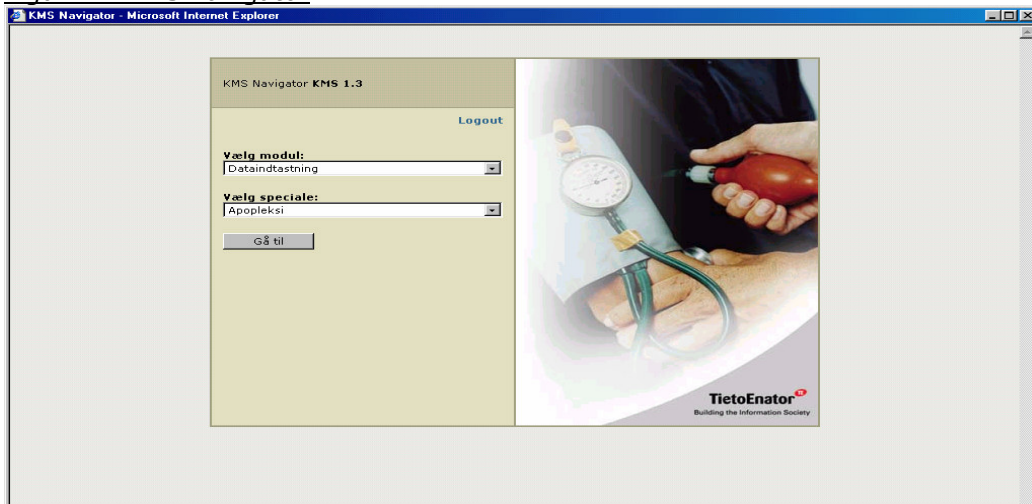 KMS Navigator - Microsoft Internet Explorer
KMS Navigator KMS 1.3
Logout
Vælg modul:
Dataindtastning
Vælg speciale:
Apopleksi
Gå til
TietoEnator
Building the Information Society